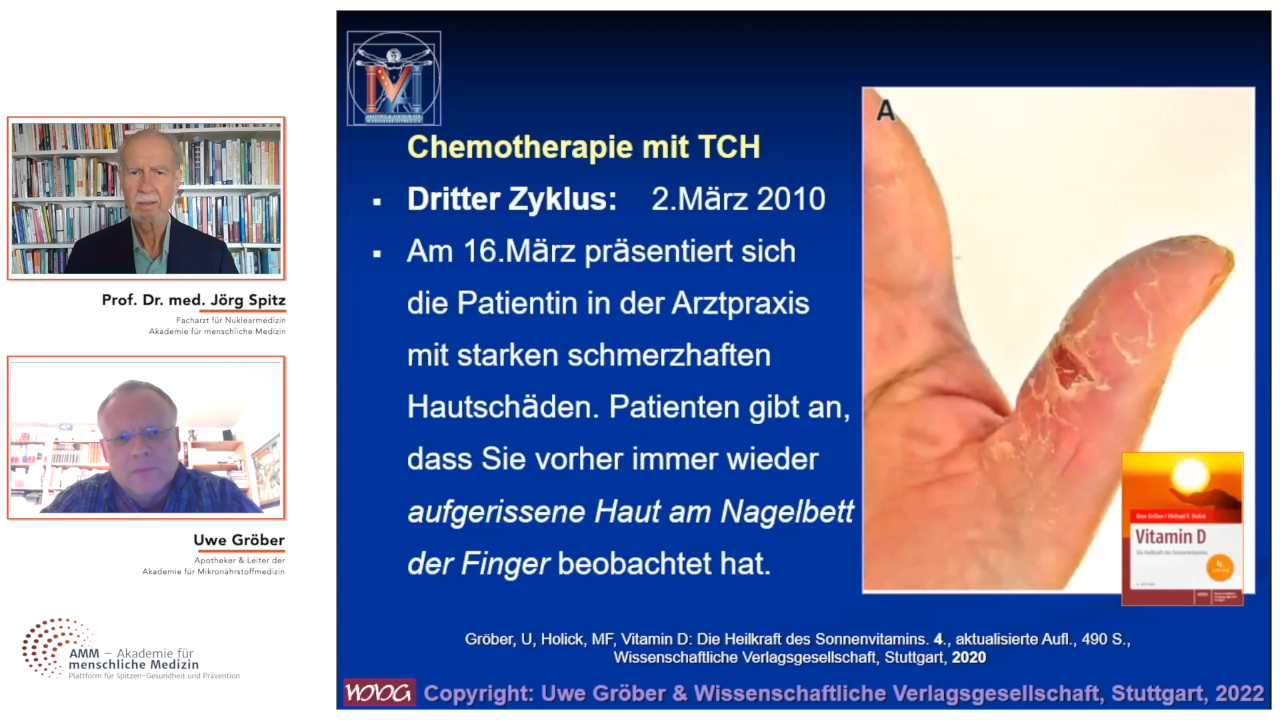 Prof. Dr. med. Jörg Spitz
Facharzt für Nuklearmedizin
Akademie für menschliche Medizin
Uwe Gröber
Apotheker & Leiter der
Akademie für Mikronährstoffmedizin
AMM – Akademie für
menschliche Medizin
Plattform für Spitzen-Gesundheit und Prävention
Chemotherapie mit TCH
▪ Dritter Zyklus: 2.März 2010
▪ Am 16.März präsentiert sich
die Patientin in der Arztpraxis
mit starken schmerzhaften
Hautschäden. Patienten gibt an,
dass Sie vorher immer wieder
aufgerissene Haut am Nagelbett
der Finger beobachtet hat.
A
Uwe Gröber / Michael F. Holick
Vitamin D
Die Heilkraft des Sonnenvitamins
Gröber, U, Holick, MF, Vitamin D: Die Heilkraft des Sonnenvitamins. 4., aktualisierte Aufl., 490 S.,
Wissenschaftliche Verlagsgesellschaft, Stuttgart, 2020
WVG Copyright: Uwe Gröber & Wissenschaftliche Verlagsgesellschaft, Stuttgart, 2022